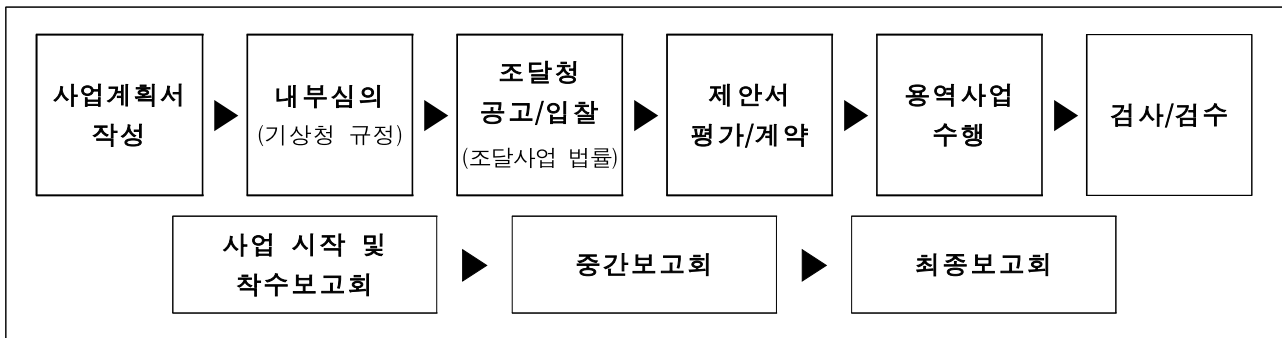 사업계획서
작성
내부심의
(기상청 규정)
조달청
공고/입찰
(조달사업 법률)
제안서
평가/계약
용역사업
수행
검사/검수
사업 시작 및
착수보고회
중간보고회
최종보고회